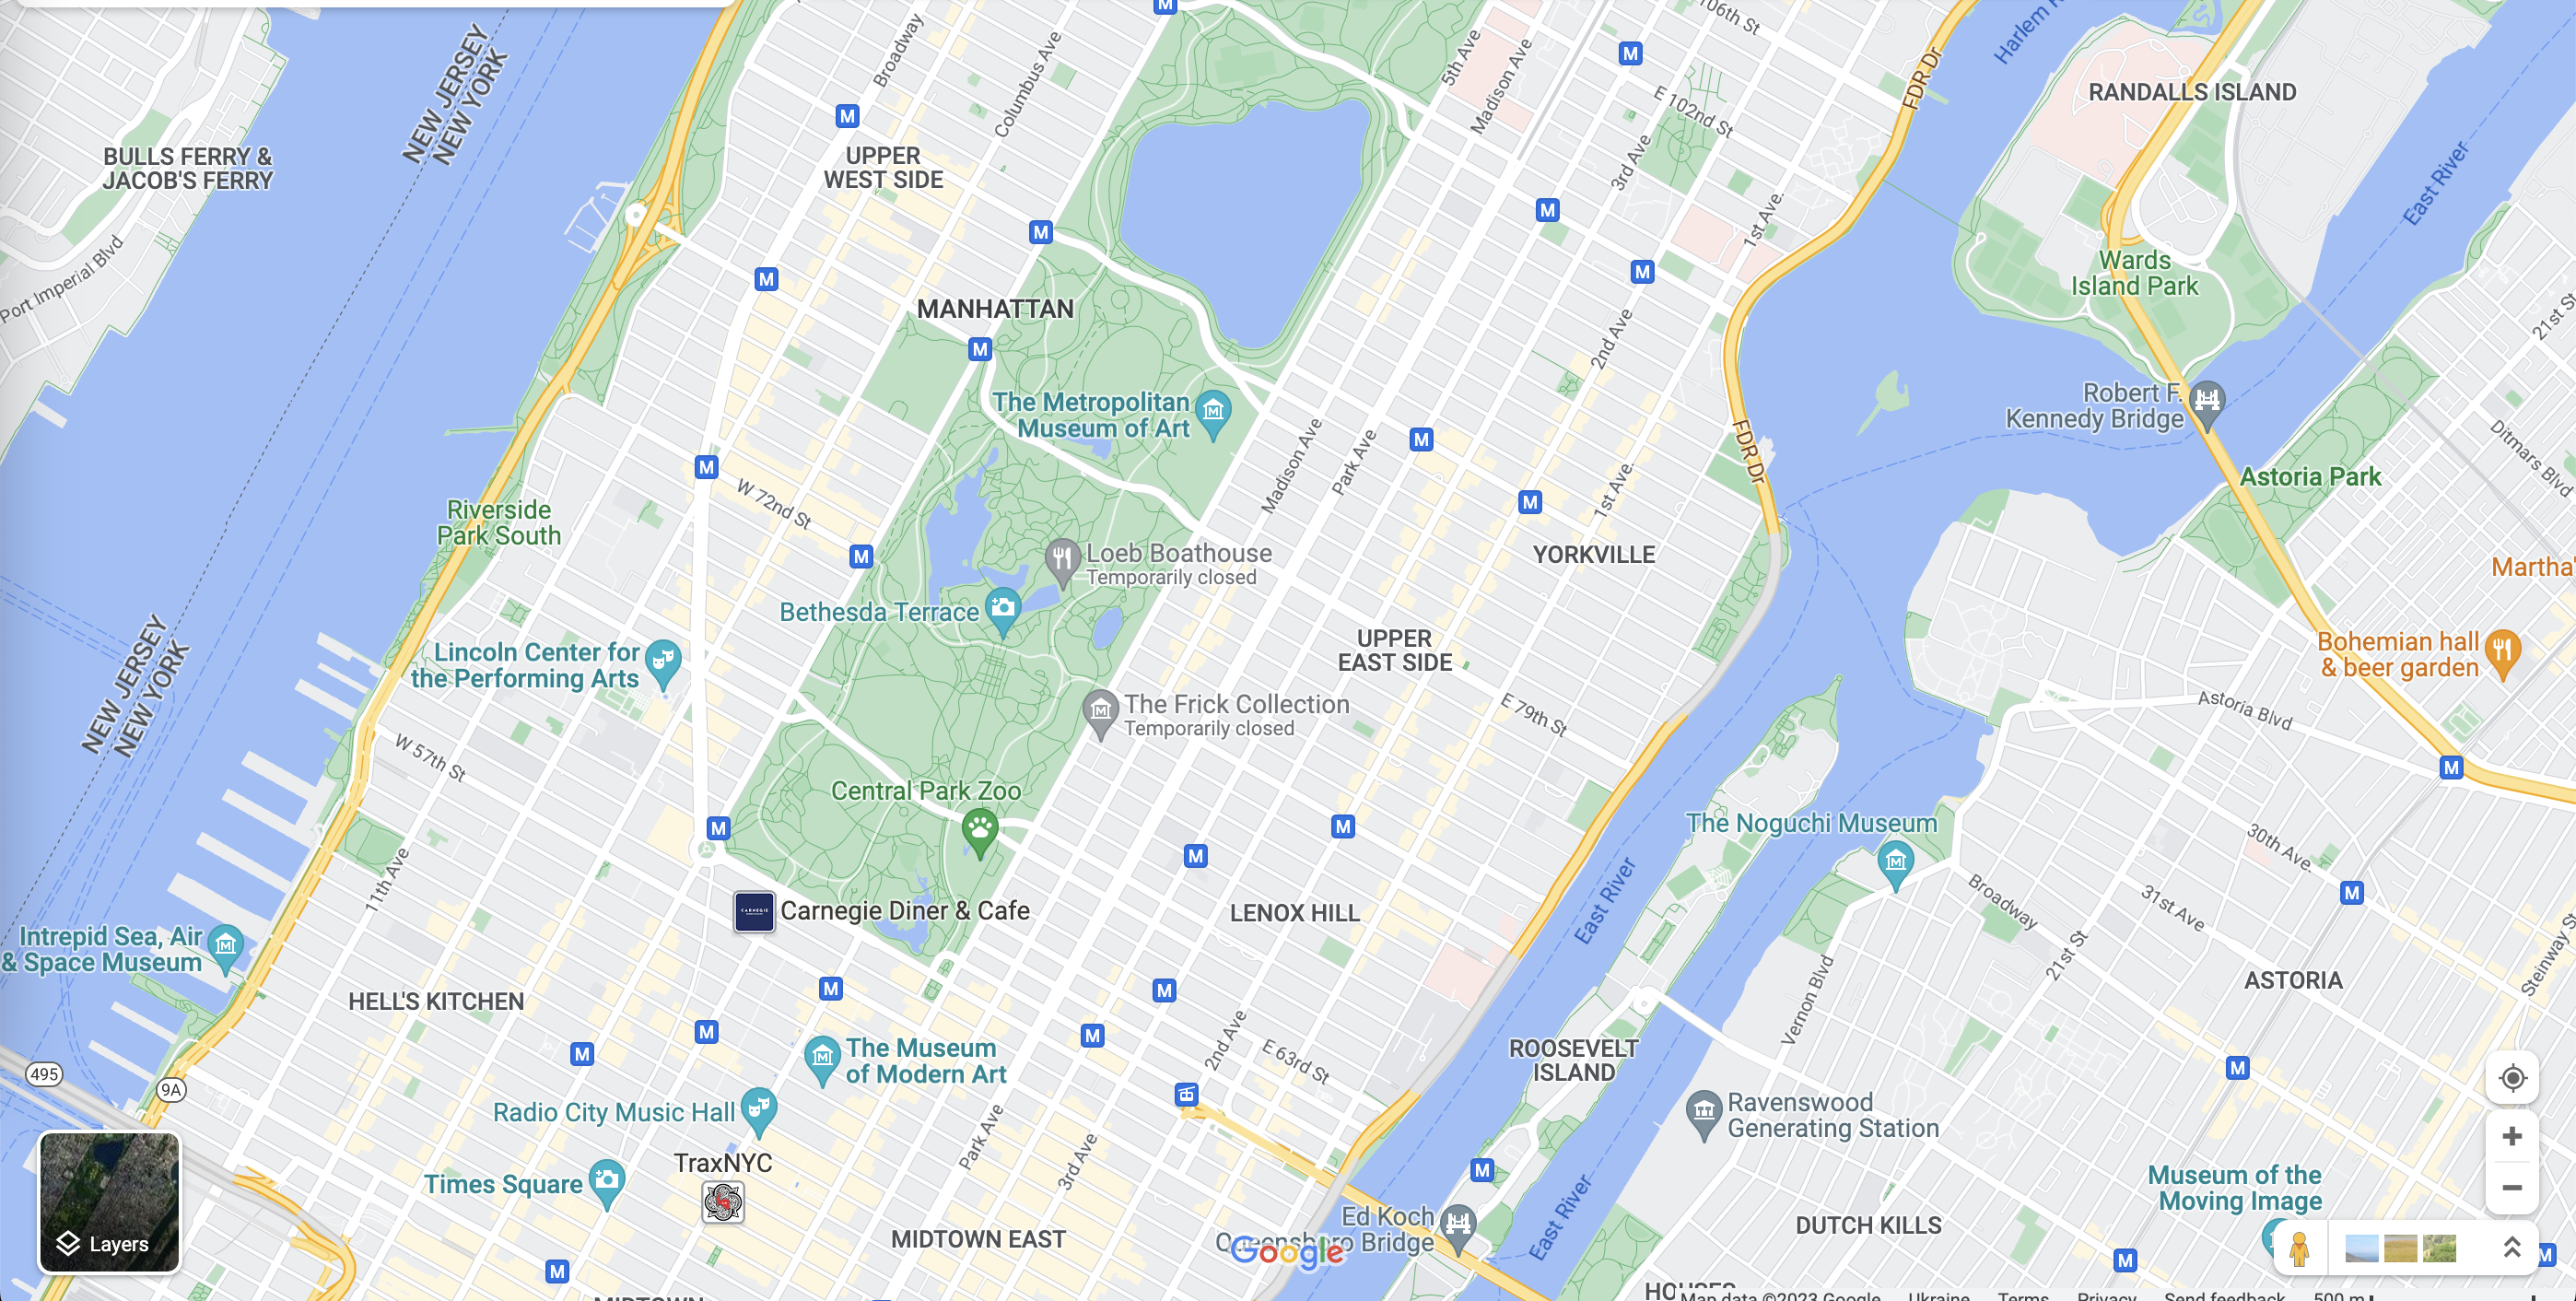 Broadway
Columbus Ave
5th Ave
Madison Ave
106th St
FDR Dr
RANDALLS ISLAND
NEW JERSEY
NEW YORK
BULLS FERRY &
JACOB'S FERRY
UPPER
WEST SIDE
E 102nd St
3rd Ave
East River
1st Ave.
Port Imperial Blvd
Wards
Island Park
21st St
MANHATTAN
2nd Ave
The Metropolitan
Museum of Art
Robert F.
Kennedy Bridge
Madison Ave
Park Ave
FDR Dr
Ditmars Blvd
Astoria Park
W 72nd St
1st Ave.
Riverside
Park South
Loeb Boathouse
Temporarily closed
YORKVILLE
Martha'
Bethesda Terrace
UPPER
EAST SIDE
Bohemian hall
& beer garden
Lincoln Center for
the Performing Arts
NEW JERSEY
NEW YORK
The Frick Collection
Temporarily closed
E 79th St
Astoria Blvd
W 57th St
Central Park Zoo
The Noguchi Museum
30th Ave.
11th Ave
Carnegie Diner & Cafe
LENOX HILL
East River
Broadway
31st Ave
Intrepid Sea, Air
& Space Museum
21st St
Steinway St
ASTORIA
HELL'S KITCHEN
Vernon Blvd
2nd Ave
E 63rd St
The Museum
of Modern Art
ROOSEVELT
ISLAND
495
9A
Radio City Music Hall
Park Ave
3rd Ave
Ravenswood
Generating Station
TraxNYC
Times Square
Museum of the
Moving Image
East River
Ed Koch
Queensboro Bridge
DUTCH KILLS
MIDTOWN EAST
Layers
Google
Map data ©2023 Google
Ukraine
Terms
Privacy
Send feedback
500 m